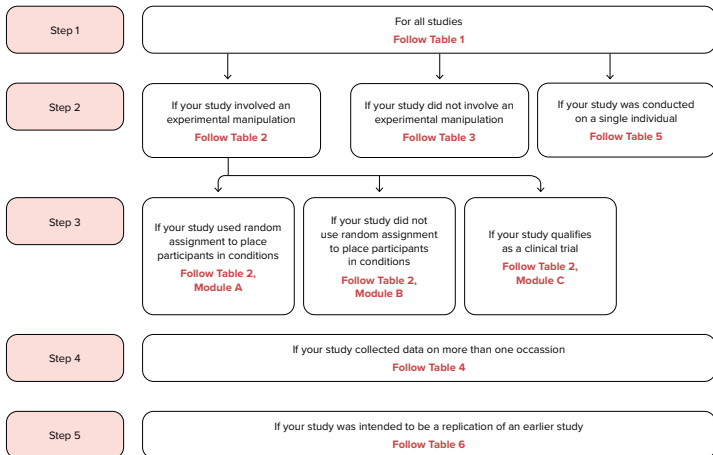 Step 1
For all studies
Follow Table 1
Step 2
If your study involved an
experimental manipulation
Follow Table 2
If your study did not involve an
experimental manipulation
Follow Table 3
If your study was conducted
on a single individual
Follow Table 5
Step 3
If your study used random
assignment to place
participants in conditions
Follow Table 2,
Module A
If your study did not
use random assignment
to place participants
in conditions
Follow Table 2,
Module B
If your study qualifies
as a clinical trial
Follow Table 2,
Module C
Step 4
If your study collected data on more than one occassion
Follow Table 4
Step 5
If your study was intended to be a replication of an earlier study
Follow Table 6